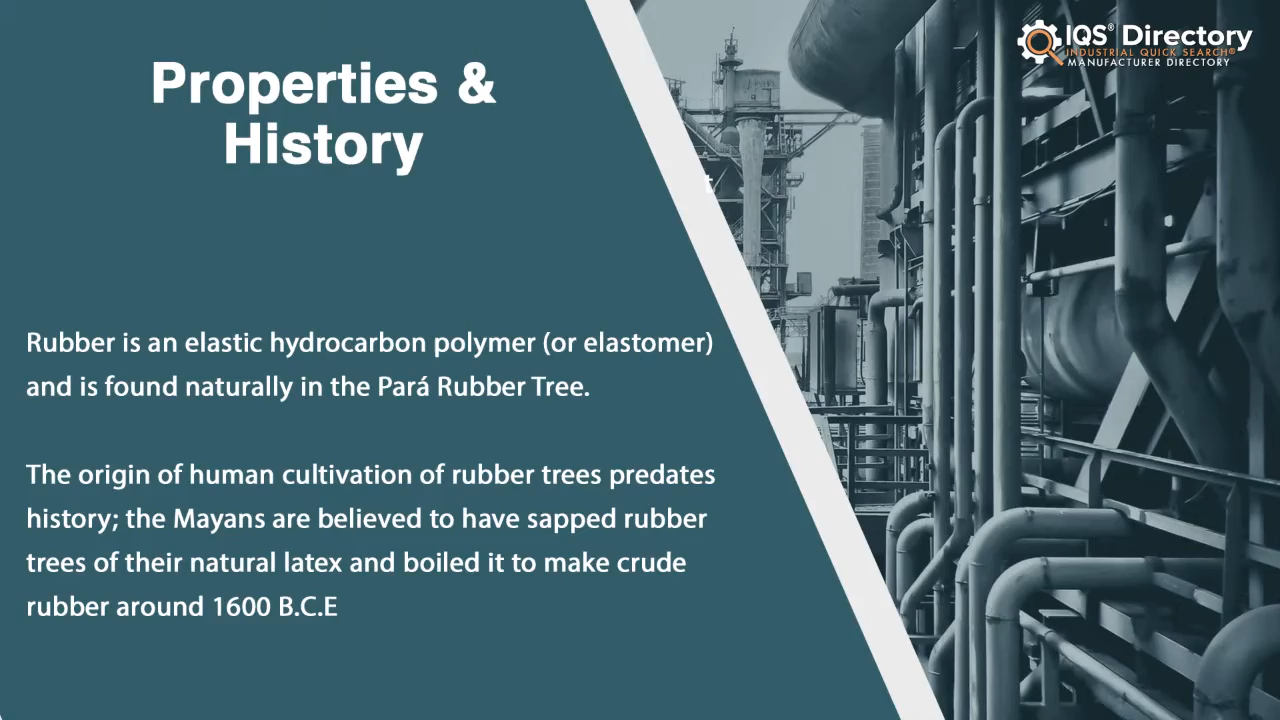 Properties &
History
IQS® Directory
INDUSTRIAL QUICK SEARCH®
MANUFACTURER DIRECTORY
t
Rubber is an elastic hydrocarbon polymer (or elastomer)
and is found naturally in the Pará Rubber Tree.
The origin of human cultivation of rubber trees predates
history; the Mayans are believed to have sapped rubber
trees of their natural latex and boiled it to make crude
rubber around 1600 B.C.E